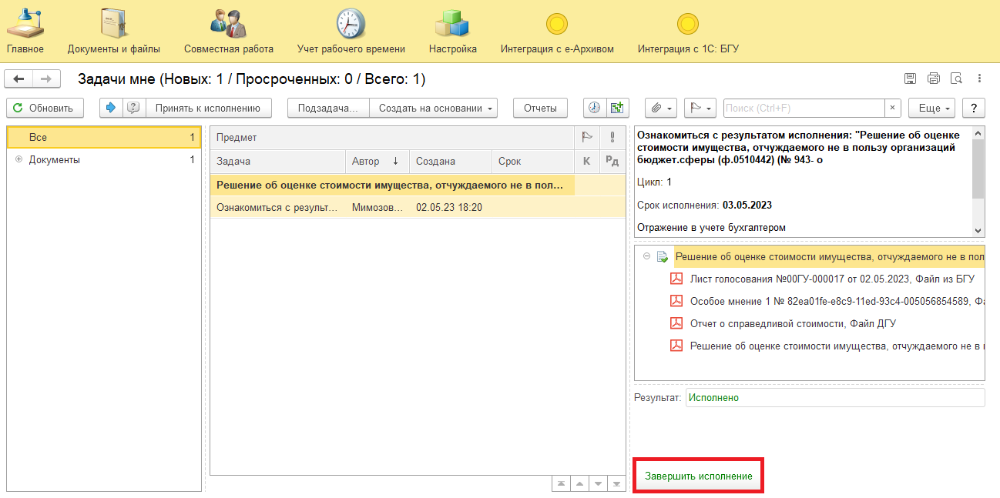 Главное
Документы и файлы
Совместная работа
Учет рабочего времени
Настройка
Интеграция с е-Архивом
Интеграция с 1С: БГУ
Задачи мне (Новых: 1 / Просроченных: 0 / Всего: 1)
Обновить
Принять к исполнению
Подзадача...
Создать на основании
Отчеты
Поиск (Ctrl+F)
×
Еще
?
Все 1
Документы 1
Предмет
Задача Автор ↓ Создана Срок К Рд
Решение об оценке стоимости имущества, отчуждаемого не в пол...
Ознакомиться с результ... Мимозов... 02.05.23 18:20
Ознакомиться с результатом исполнения: "Решение об оценке
стоимости имущества, отчуждаемого не в пользу организаций
бюджет.сферы (ф.0510442) (№ 943- о
Цикл: 1
Срок исполнения: 03.05.2023
Отражение в учете бухгалтером
Решение об оценке стоимости имущества, отчуждаемого не в пол
Лист голосования №00ГУ-000017 от 02.05.2023, Файл из БГУ
Особое мнение 1 № 82ea01fe-e8c9-11ed-93c4-005056854589, Фа
Отчет о справедливой стоимости, Файл ДГУ
Решение об оценке стоимости имущества, отчуждаемого не в п
Результат: Исполнено
Завершить исполнение